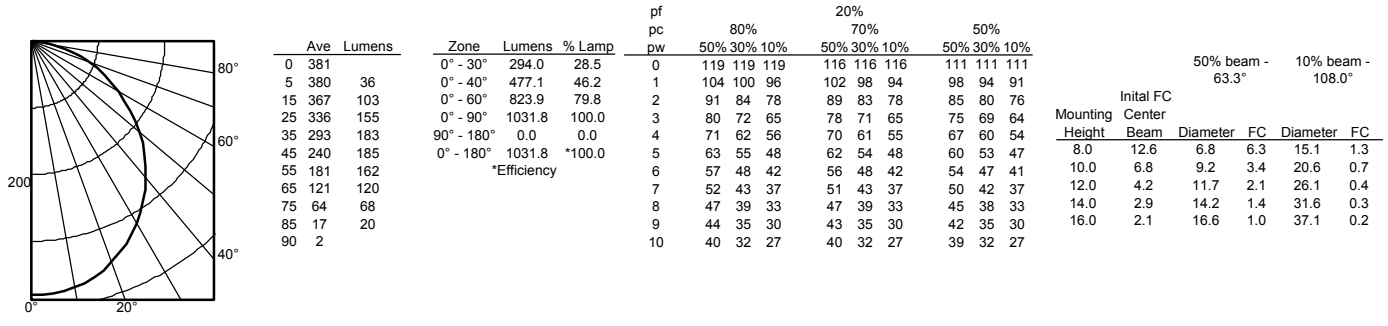 80°
60°
40°
20°
0°
200
Ave Lumens
0 381
5 380 36
15 367 103
25 336 155
35 293 183
45 240 185
55 181 162
65 121 120
75 64 68
85 17 20
90 2
Zone Lumens % Lamp
0° - 30° 294.0 28.5
0° - 40° 477.1 46.2
0° - 60° 823.9 79.8
0° - 90° 1031.8 100.0
90° - 180° 0.0 0.0
0° - 180° 1031.8 *100.0
*Efficiency
pf 20%
pc 80% 70% 50%
pw 50% 30% 10% 50% 30% 10% 50% 30% 10%
0 119 119 119 116 116 116 111 111 111
1 104 100 96 102 98 94 98 94 91
2 91 84 78 89 83 78 85 80 76
3 80 72 65 78 71 65 75 69 64
4 71 62 56 70 61 55 67 60 54
5 63 55 48 62 54 48 60 53 47
6 57 48 42 56 48 42 54 47 41
7 52 43 37 51 43 37 50 42 37
8 47 39 33 47 39 33 45 38 33
9 44 35 30 43 35 30 42 35 30
10 40 32 27 40 32 27 39 32 27
50% beam - 10% beam -
63.3° 108.0°
Inital FC
Mounting Center
Height Beam Diameter FC Diameter FC
8.0 12.6 6.8 6.3 15.1 1.3
10.0 6.8 9.2 3.4 20.6 0.7
12.0 4.2 11.7 2.1 26.1 0.4
14.0 2.9 14.2 1.4 31.6 0.3
16.0 2.1 16.6 1.0 37.1 0.2